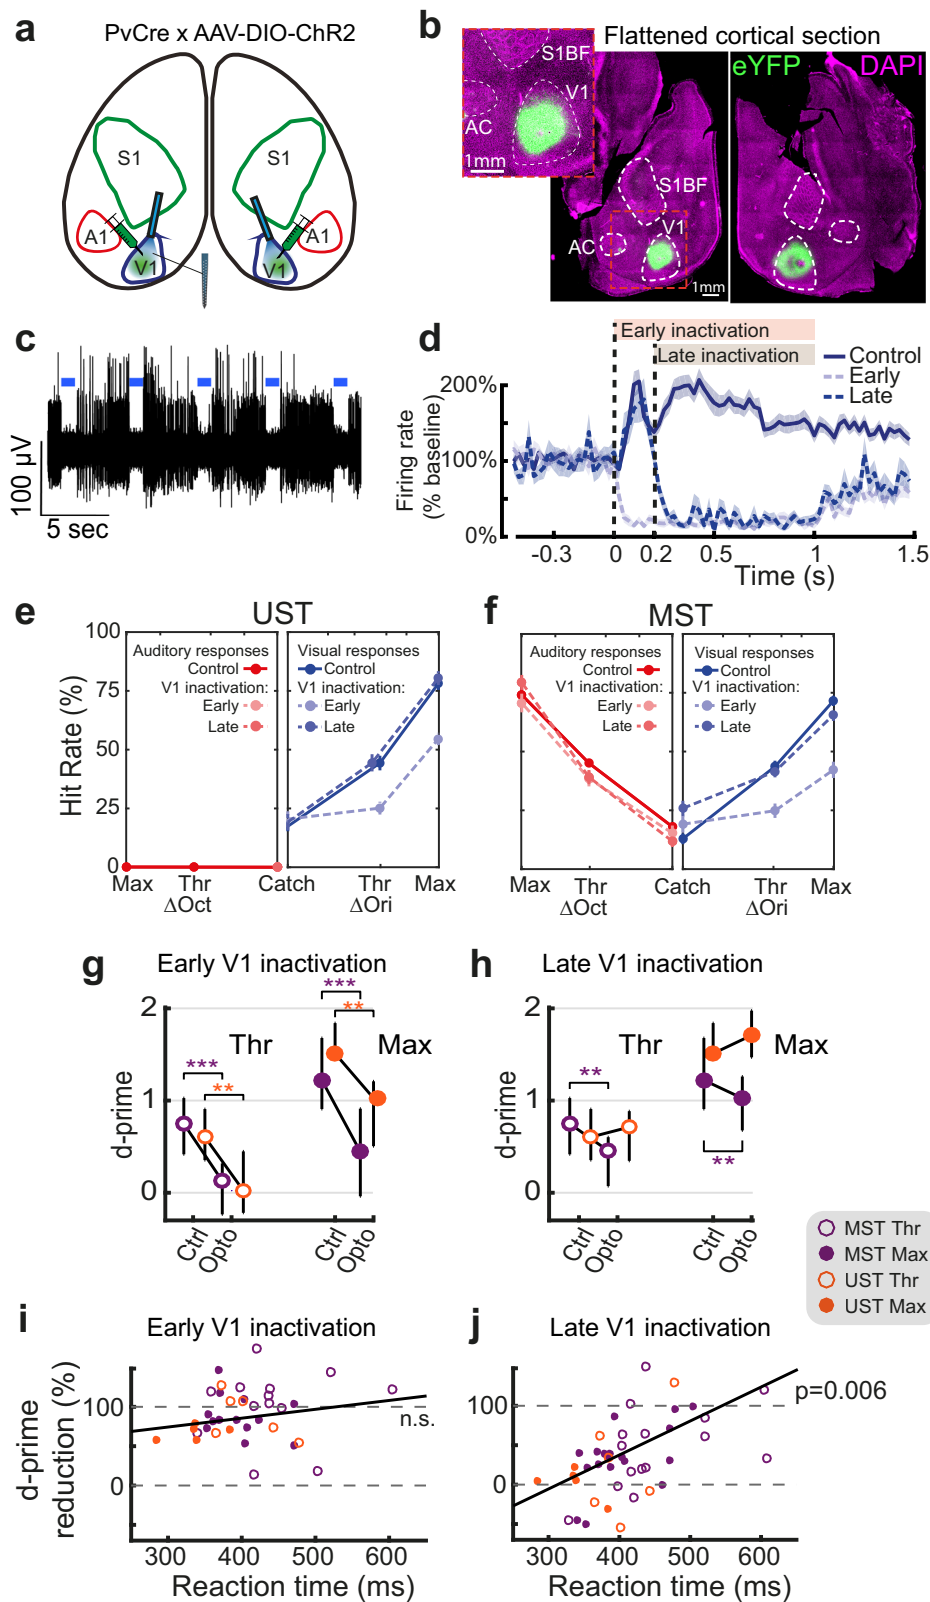 a
PvCre x AAV-DIO-ChR2
S1
S1
A1
A1
V1
V1
b
Flattened cortical section
S1BF
V1
AC
1mm
eYFP
DAPI
S1BF
V1
AC
1mm
c
100 µV
5 sec
d
Early inactivation
Late inactivation
Control
Early
Late
Firing rate
(% baseline)
200%
100%
0%
-0.3
0
0.2
0.5
1
1.5
Time (s)
e
UST
Hit Rate (%)
100
75
50
25
0
Auditory responses
Control
V1 inactivation:
Early
Late
Visual responses
Control
V1 inactivation:
Early
Late
Max
Thr
Catch
Thr
Max
ΔOct
ΔOri
f
MST
Auditory responses
Control
V1 inactivation:
Early
Late
Visual responses
Control
V1 inactivation:
Early
Late
Max
Thr
Catch
Thr
Max
ΔOct
ΔOri
g
Early V1 inactivation
d-prime
2
1
0
***
**
Thr
***
**
Max
Ctrl
Opto
Ctrl
Opto
h
Late V1 inactivation
d-prime
2
1
0
**
Thr
**
Max
Ctrl
Opto
Ctrl
Opto
MST Thr
MST Max
UST Thr
UST Max
i
Early V1 inactivation
d-prime
reduction (%)
100
0
n.s.
300
400
500
600
Reaction time (ms)
j
Late V1 inactivation
100
0
p=0.006
300
400
500
600
Reaction time (ms)